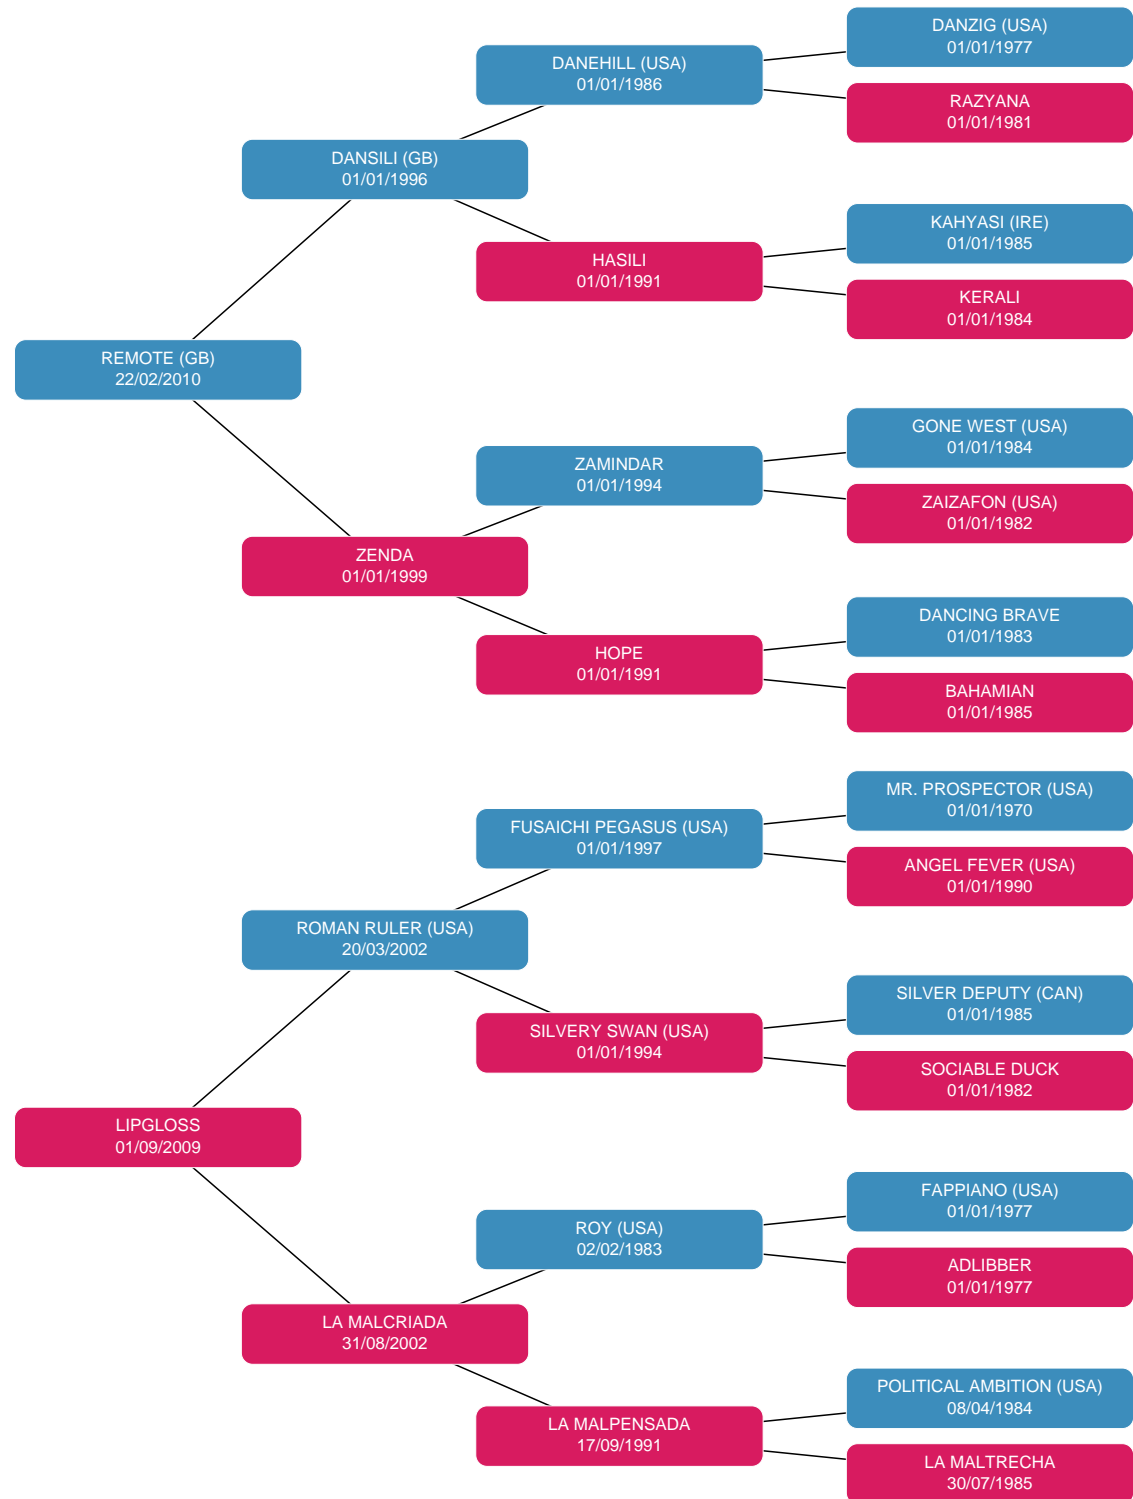 DANZIG (USA)
01/01/1977
DANEHILL (USA)
01/01/1986
RAZYANA
01/01/1981
DANSILI (GB)
01/01/1996
KAHYASI (IRE)
01/01/1985
HASILI
01/01/1991
KERALI
01/01/1984
REMOTE (GB)
22/02/2010
GONE WEST (USA)
01/01/1984
ZAMINDAR
01/01/1994
ZAIZAFON (USA)
01/01/1982
ZENDA
01/01/1999
DANCING BRAVE
01/01/1983
HOPE
01/01/1991
BAHAMIAN
01/01/1985
MR. PROSPECTOR (USA)
01/01/1970
FUSAICHI PEGASUS (USA)
01/01/1997
ANGEL FEVER (USA)
01/01/1990
ROMAN RULER (USA)
20/03/2002
SILVER DEPUTY (CAN)
01/01/1985
SILVERY SWAN (USA)
01/01/1994
SOCIABLE DUCK
01/01/1982
LIPGLOSS
01/09/2009
FAPPIANO (USA)
01/01/1977
ROY (USA)
02/02/1983
ADLIBBER
01/01/1977
LA MALCRIADA
31/08/2002
POLITICAL AMBITION (USA)
08/04/1984
LA MALPENSADA
17/09/1991
LA MALTRECHA
30/07/1985